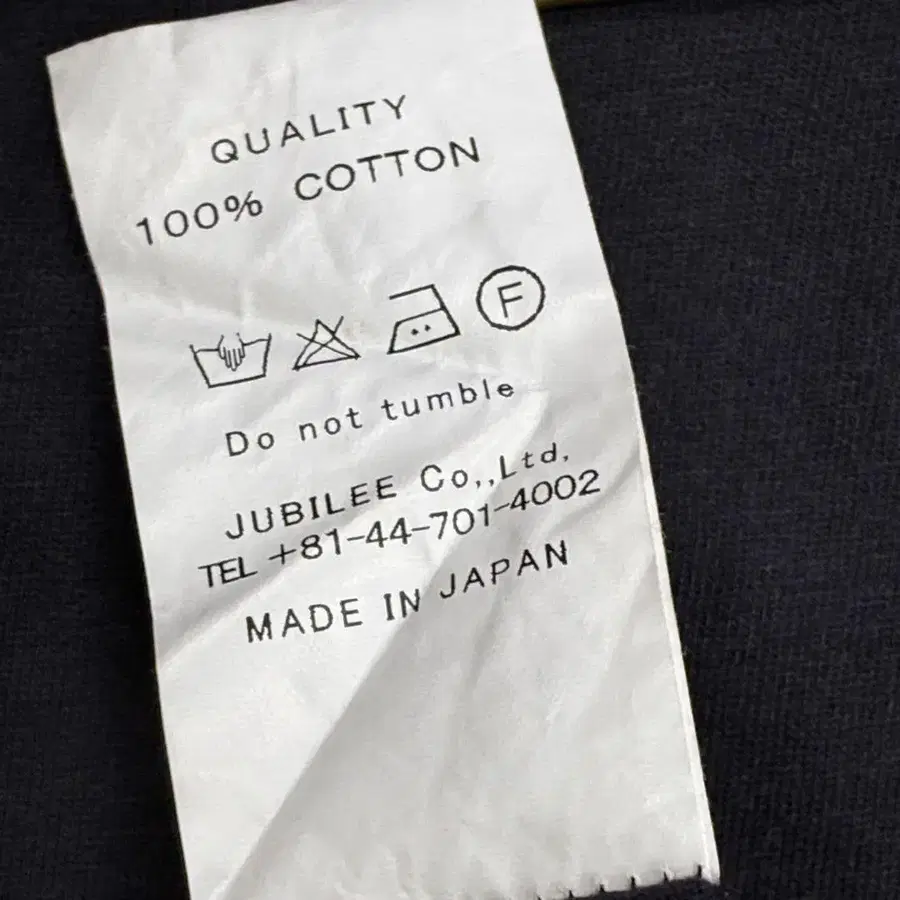 QUALITY
100% COTTON
F
Do not tumble
JUBILEE Co,,Ltd,
TEL +81-44-701-4002
MADE IN JAPAN